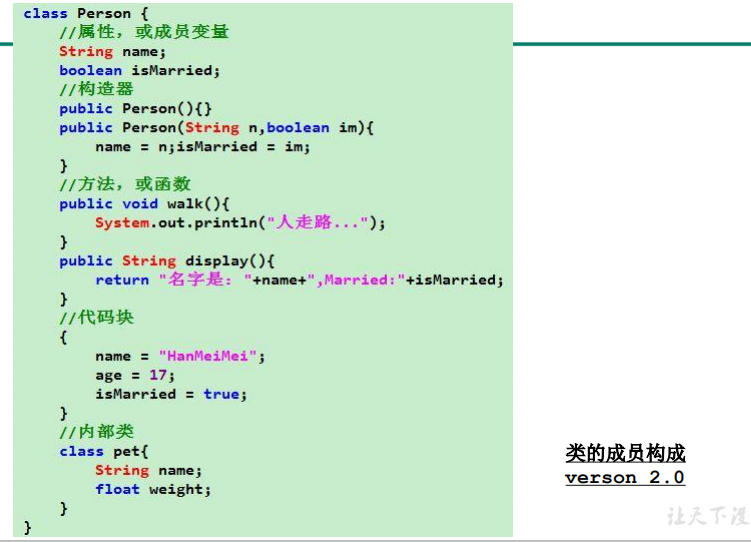 class Person {
//属性，或成员变量
String name;
boolean isMarried;
//构造器
public Person(){}
public Person(String n,boolean im){
name = n;isMarried = im;
}
//方法，或函数
public void walk(){
System.out.println("人走路...");
}
public String display(){
return "名字是："+name+",Married:"+isMarried;
}
//代码块
{
name = "HanMeiMei";
age = 17;
isMarried = true;
}
//内部类
class pet{
String name;
float weight;
}
}
类的成员构成
verson 2.0
让天下没